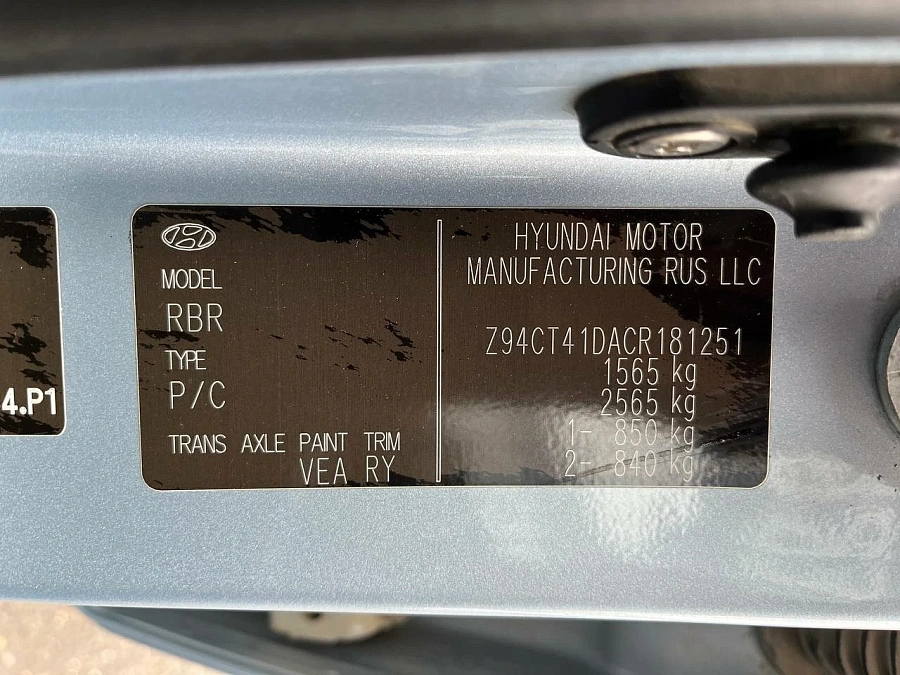 4.P1
MODEL
RBR
TYPE
P/C
TRANS AXLE PAINT TRIM
VEA RY
HYUNDAI MOTOR
MANUFACTURING RUS LLC
Z94CT41DACR181251
1565 kg
2565 kg
1- 850 kg
2- 840 kg